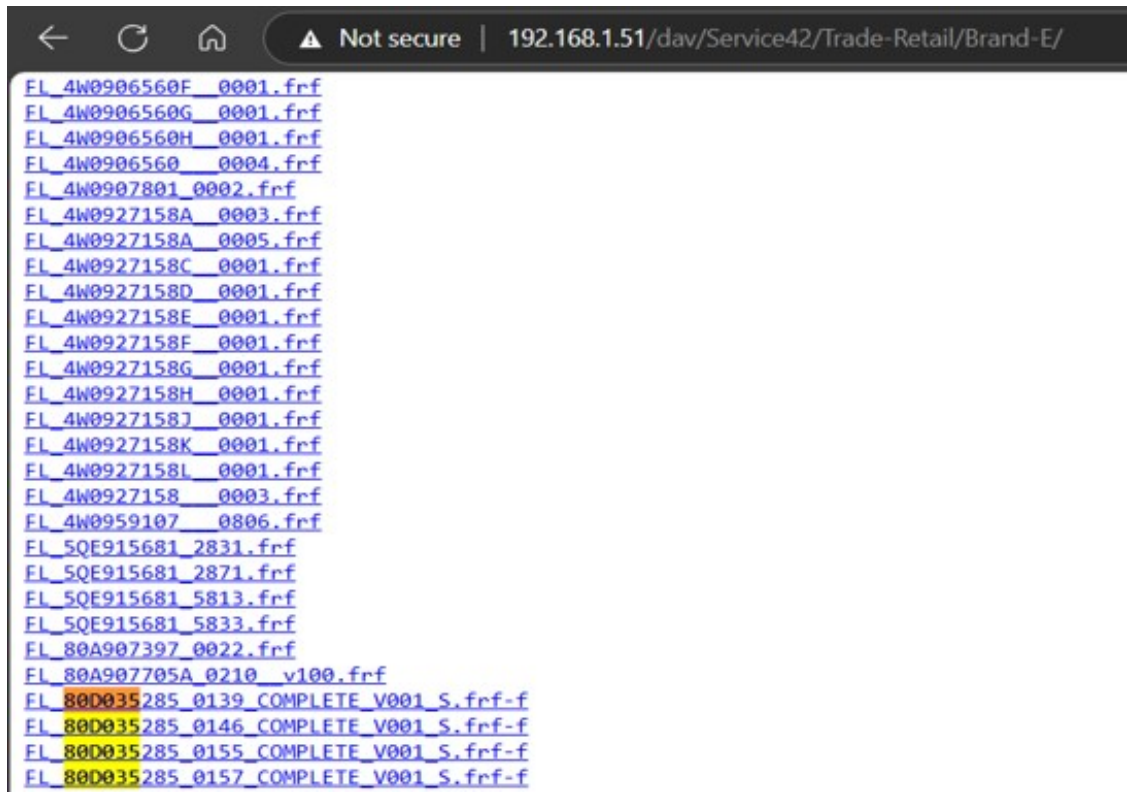 Not secure | 192.168.1.51/dav/Service42/Trade-Retail/Brand-E/
FL_4W0906560F__0001.frf
FL_4W0906560G__0001.frf
FL_4W0906560H__0001.frf
FL_4W0906560___0004.frf
FL_4W0907801_0002.frf
FL_4W0927158A__0003.frf
FL_4W0927158A__0005.frf
FL_4W0927158C__0001.frf
FL_4W0927158D__0001.frf
FL_4W0927158E__0001.frf
FL_4W0927158F__0001.frf
FL_4W0927158G__0001.frf
FL_4W0927158H__0001.frf
FL_4W0927158J__0001.frf
FL_4W0927158K__0001.frf
FL_4W0927158L__0001.frf
FL_4W0927158___0003.frf
FL_4W0959107___0806.frf
FL_5QE915681_2831.frf
FL_5QE915681_2871.frf
FL_5QE915681_5813.frf
FL_5QE915681_5833.frf
FL_80A907397_0022.frf
FL_80A907705A_0210__v100.frf
FL_80D035285_0139_COMPLETE_V001_S.frf-f
FL_80D035285_0146_COMPLETE_V001_S.frf-f
FL_80D035285_0155_COMPLETE_V001_S.frf-f
FL_80D035285_0157_COMPLETE_V001_S.frf-f